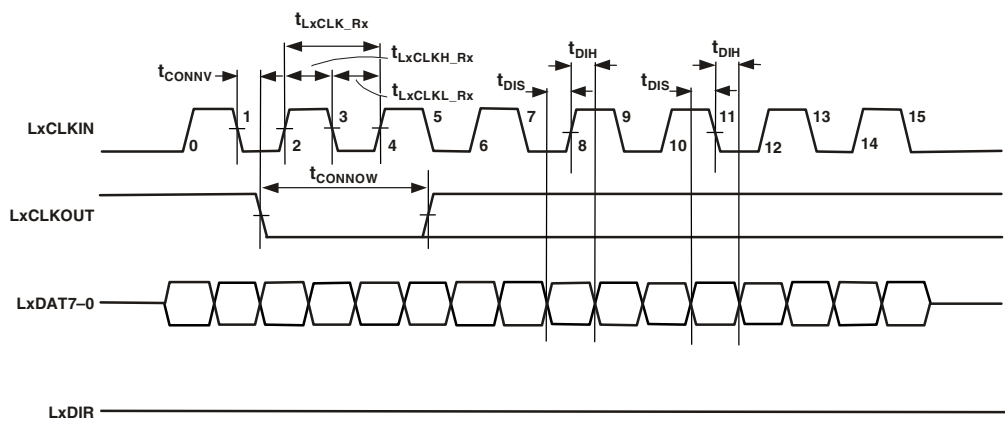 tLxCLK_Rx
tLxCLKH_Rx
tDIH
tDIH
tCONNV
tDIS
tDIS
tLxCLKL_Rx
1
3
5
7
9
11
13
15
LxCLKIN
0
2
4
6
8
10
12
14
tCONNOW
LxCLKOUT
LxDAT7–0
LxDIR